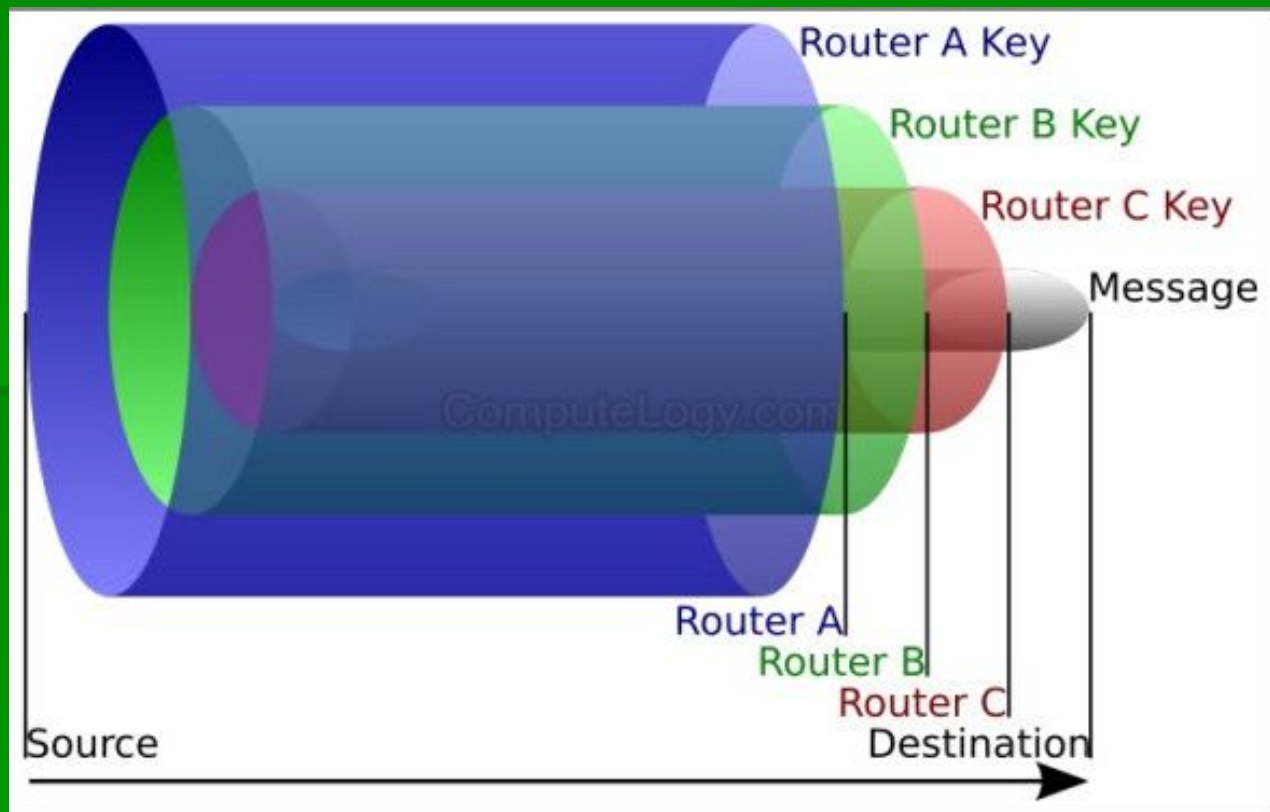 Router A Key
Router B Key
Router C Key
Message
ComputeLogy.com
Router A
Router B
Router C
Source
Destination